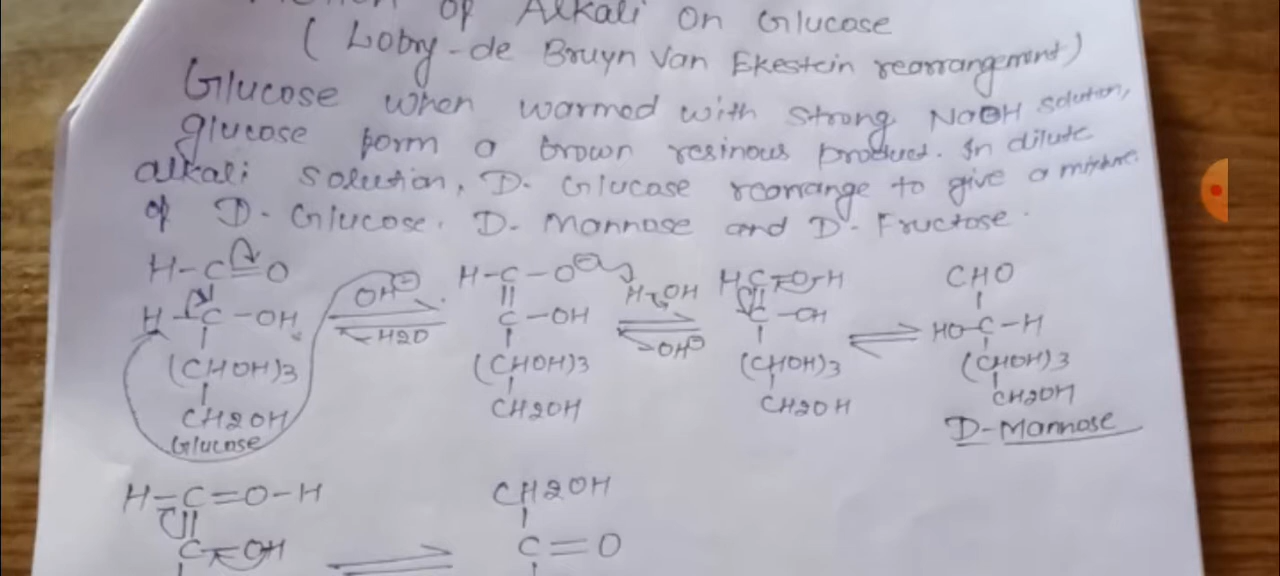 of Alkali on Glucose
( Lobry-de Bruyn Van Ekestein rearrangement)
Glucose when warmed with strong NaOH solution,
glucose form a brown resinous product. In dilute
alkali solution, D. Glucose rearrange to give a mixture
of D-Glucose, D-Mannose and D-Fructose.
H-C=O OH⊖ H-C-O⊖ H-OH H-C-O-H CHO
H-C-OH -H2O C-OH -OH⊖ C-OH HO-C-H
(CHOH)3 (CHOH)3 (CHOH)3 (CHOH)3
CH2OH CH2OH CH2OH CH2OH
Glucose D-Mannose
H-C=O-H CH2OH
C-OH C=O